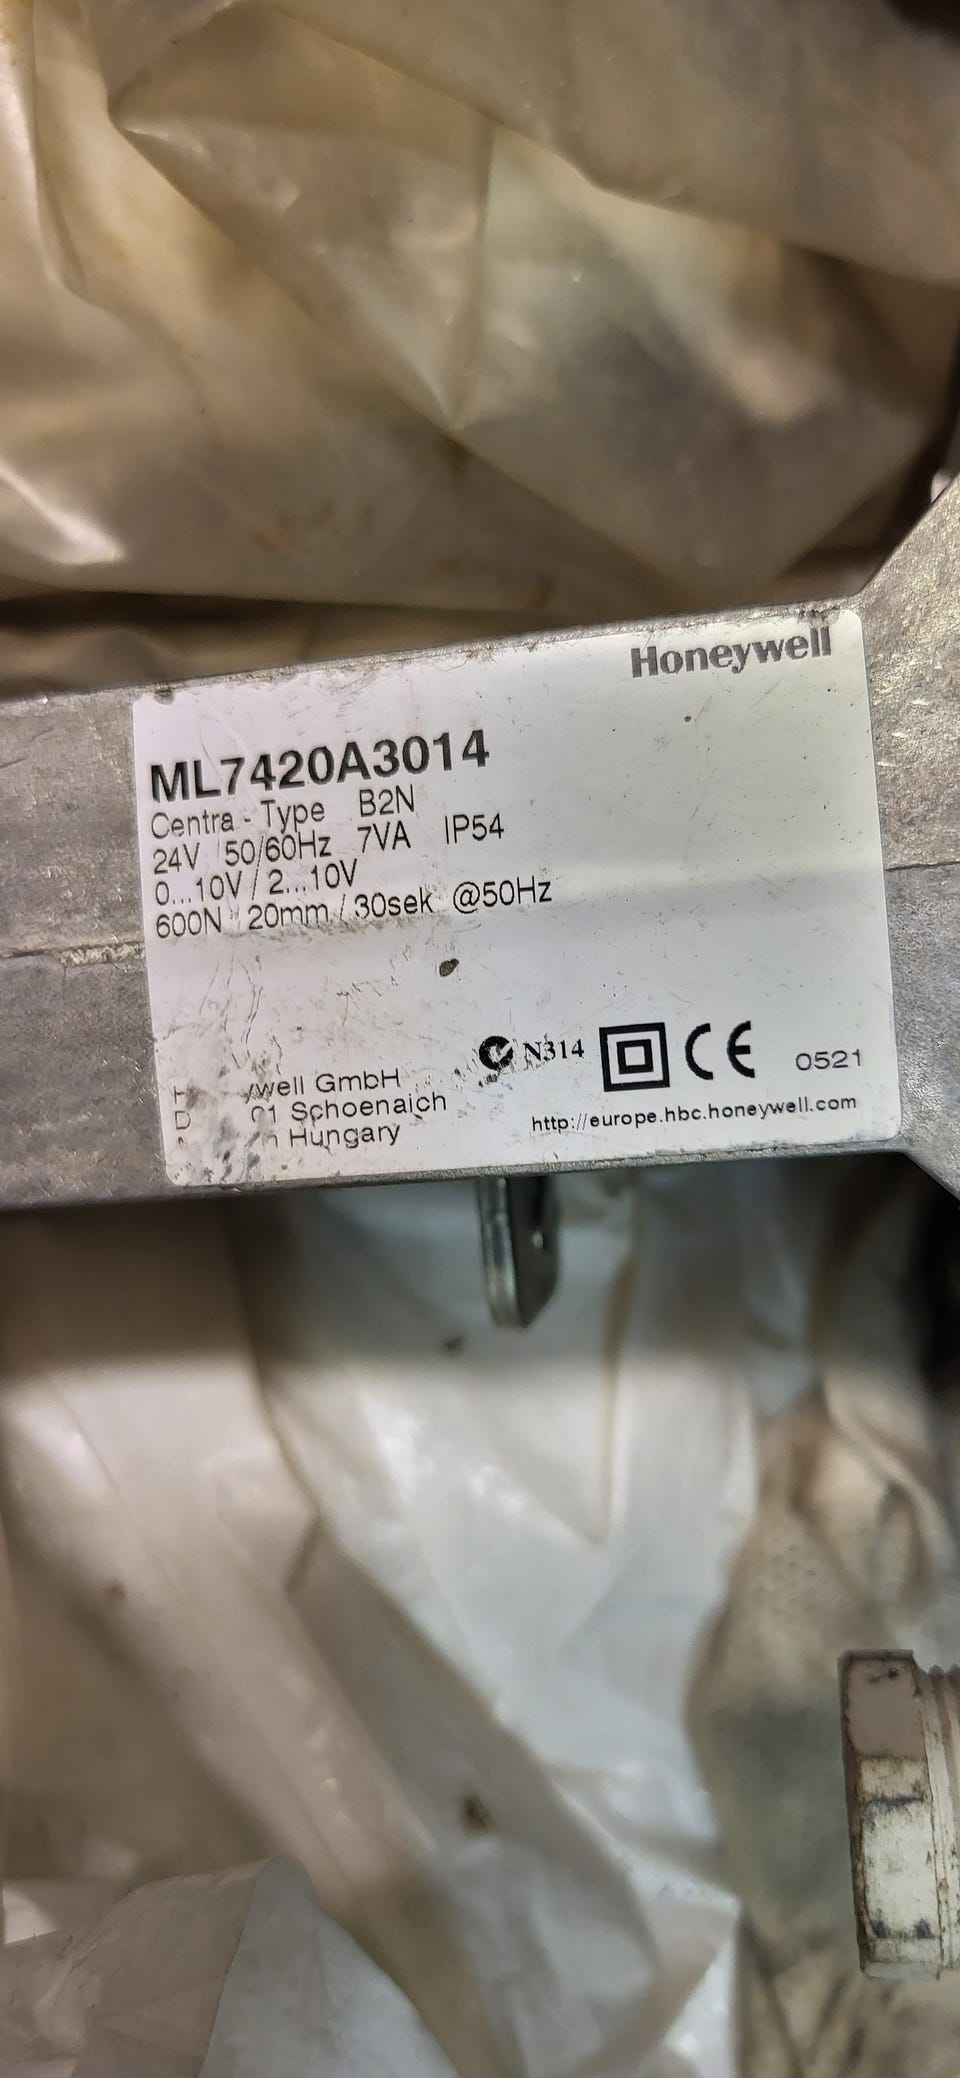 Honeywell
ML7420A3014
Centra - Type B2N
24V 50/60Hz 7VA IP54
0...10V / 2...10V
600N 20mm / 30sek @50Hz
N314 CE 0521
GmbH
Schoenaich
Hungary
http://europe.hbc.honeywell.com